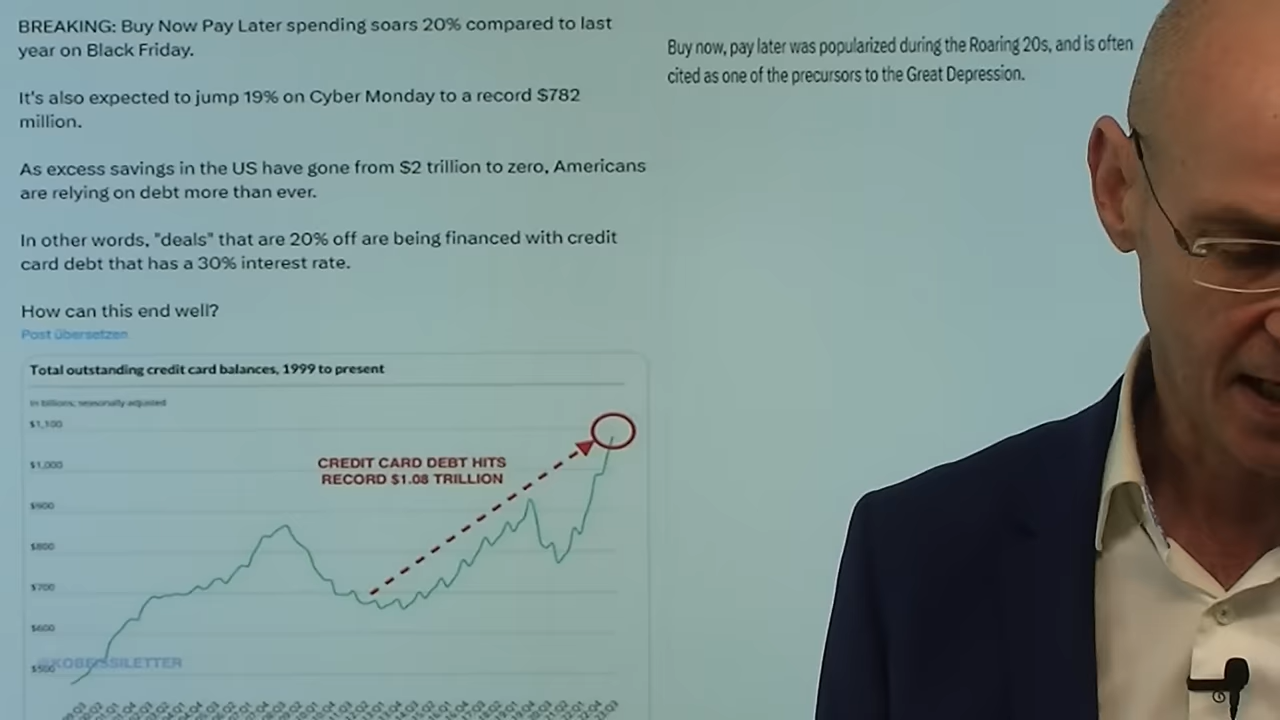 BREAKING: Buy Now Pay Later spending soars 20% compared to last
year on Black Friday.
It's also expected to jump 19% on Cyber Monday to a record $782
million.
As excess savings in the US have gone from $2 trillion to zero, Americans
are relying on debt more than ever.
In other words, "deals" that are 20% off are being financed with credit
card debt that has a 30% interest rate.
How can this end well?
Post übersetzen
Total outstanding credit card balances, 1999 to present
In billions, seasonally adjusted
$1,100
$1,000
$900
$800
$700
$600
$500
CREDIT CARD DEBT HITS
RECORD $1.08 TRILLION
@KOBEISSILETTER
Buy now, pay later was popularized during the Roaring 20s, and is often
cited as one of the precursors to the Great Depression.